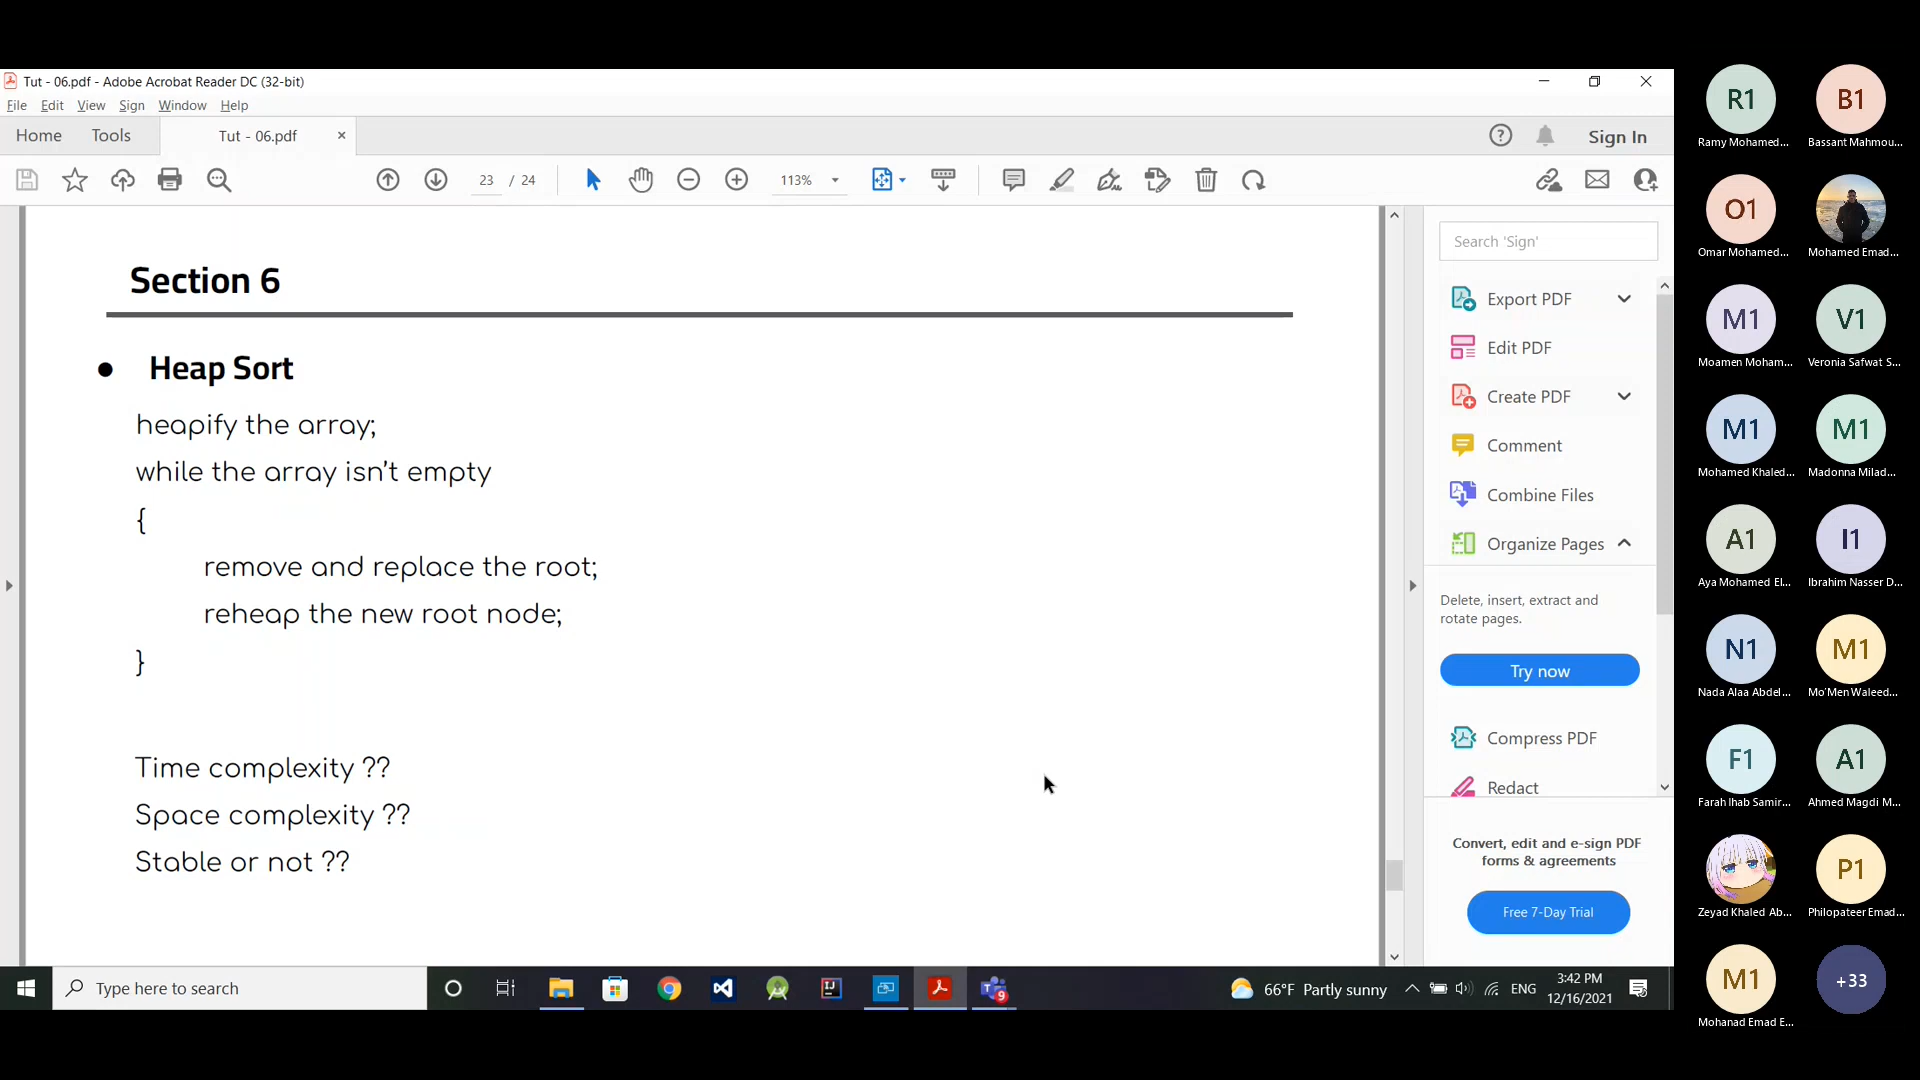 Tut - 06.pdf - Adobe Acrobat Reader DC (32-bit)
File Edit View Sign Window Help
Home Tools Tut - 06.pdf × Sign In
23 / 24 113%
Section 6
● Heap Sort
heapify the array;
while the array isn't empty
{
remove and replace the root;
reheap the new root node;
}
Time complexity ??
Space complexity ??
Stable or not ??
Search 'Sign'
Export PDF
Edit PDF
Create PDF
Comment
Combine Files
Organize Pages
Delete, insert, extract and
rotate pages.
Try now
Compress PDF
Redact
Convert, edit and e-sign PDF
forms & agreements
Free 7-Day Trial
Type here to search
9
66°F Partly sunny
ENG
3:42 PM
12/16/2021
R1 B1
Ramy Mohamed... Bassant Mahmou...
O1
Omar Mohamed... Mohamed Emad...
M1 V1
Moamen Moham... Veronia Safwat S...
M1 M1
Mohamed Khaled... Madonna Milad...
A1 I1
Aya Mohamed El... Ibrahim Nasser D...
N1 M1
Nada Alaa Abdel... Mo'Men Waleed...
F1 A1
Farah Ihab Samir... Ahmed Magdi M...
P1
Zeyad Khaled Ab... Philopateer Emad...
M1 +33
Mohanad Emad E...